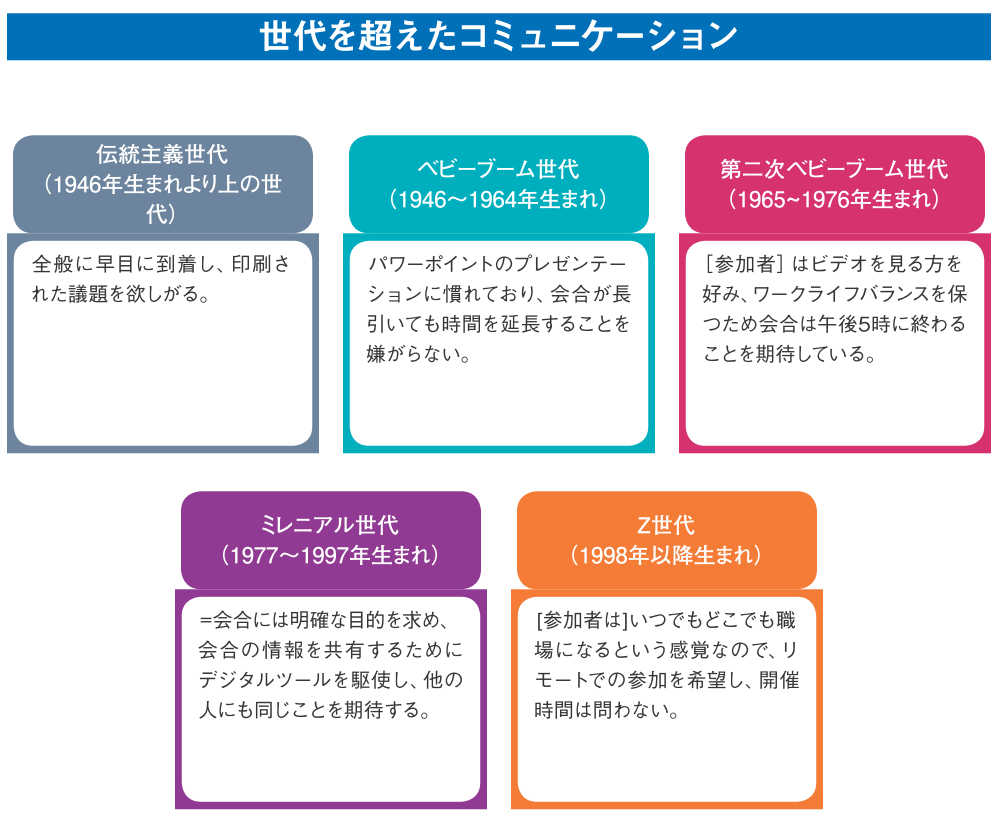 世代を超えたコミュニケーション
伝統主義世代
（1946年生まれより上の世
代）
全般に早目に到着し、印刷さ
れた議題を欲しがる。
ベビーブーム世代
（1946～1964年生まれ）
パワーポイントのプレゼンテー
ションに慣れており、会合が長
引いても時間を延長することを
嫌がらない。
第二次ベビーブーム世代
（1965~1976年生まれ）
［参加者］はビデオを見る方を
好み、ワークライフバランスを保
つため会合は午後5時に終わる
ことを期待している。
ミレニアル世代
（1977～1997年生まれ）
=会合には明確な目的を求め、
会合の情報を共有するために
デジタルツールを駆使し、他の
人にも同じことを期待する。
Z世代
（1998年以降生まれ）
[参加者は]いつでもどこでも職
場になるという感覚なので、リ
モートでの参加を希望し、開催
時間は問わない。